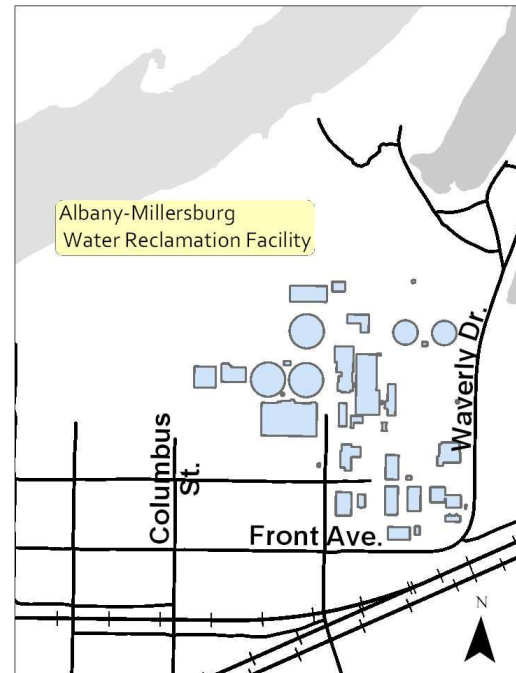 Albany-Millersburg
Water Reclamation Facility
Waverly Dr.
Columbus
St.
Front Ave.
N